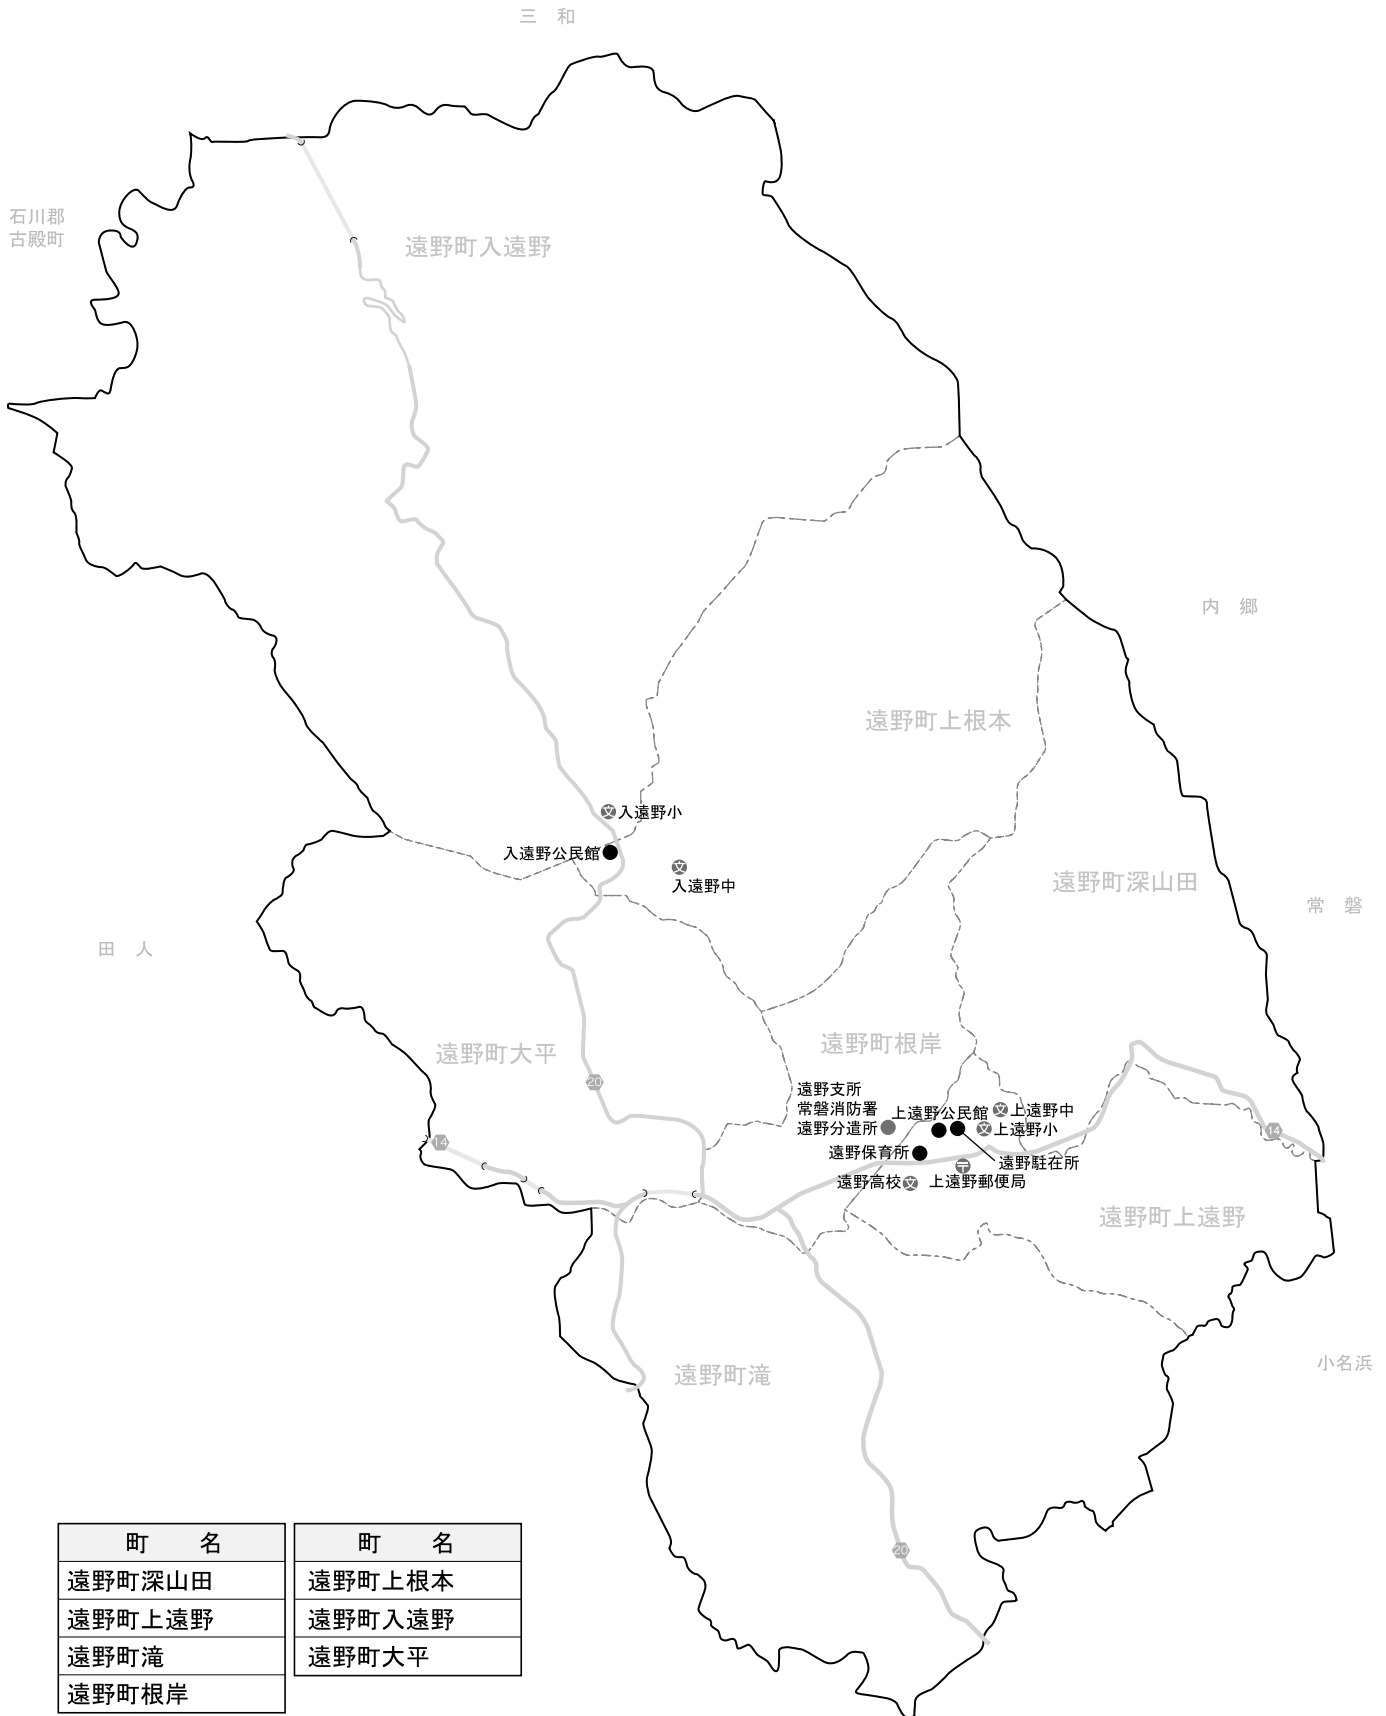 三　和
石川郡
古殿町
遠野町入遠野
内　郷
遠野町上根本
入遠野小
入遠野公民館
入遠野中
遠野町深山田
常　磐
田　人
遠野町大平
遠野町根岸
20
遠野支所
常磐消防署
遠野分遣所
上遠野公民館
上遠野中
上遠野小
14
14
遠野保育所
遠野駐在所
遠野高校
上遠野郵便局
遠野町上遠野
小名浜
遠野町滝
20
町　名
遠野町深山田
遠野町上遠野
遠野町滝
遠野町根岸
町　名
遠野町上根本
遠野町入遠野
遠野町大平